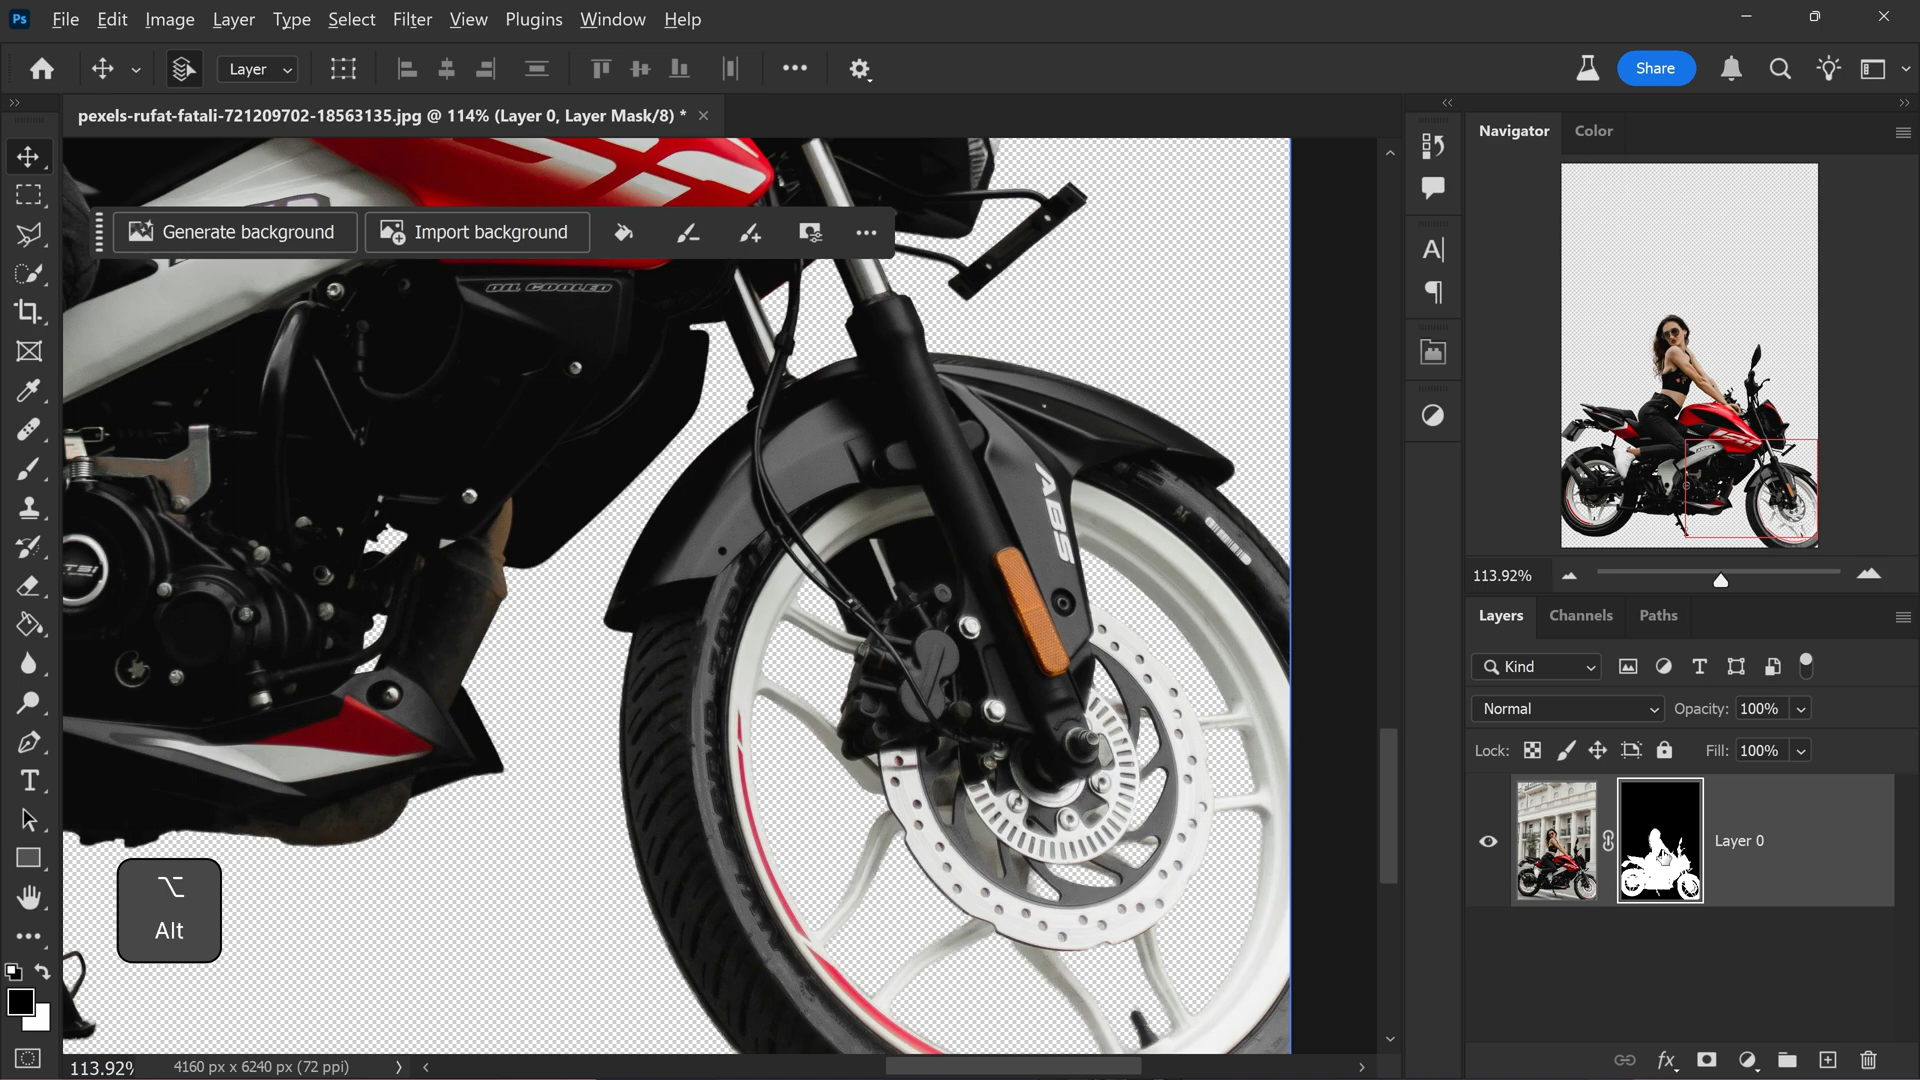 Ps File Edit Image Layer Type Select Filter View Plugins Window Help
Layer
Share
pexels-rufat-fatali-721209702-18563135.jpg @ 114% (Layer 0, Layer Mask/8) *
Navigator Color
Generate background
Import background
OIL COOLED
ABS
TSi
113.92%
Layers Channels Paths
Kind
Normal
Opacity: 100%
Lock:
Fill: 100%
Layer 0
Alt
113.92%
4160 px x 6240 px (72 ppi)
fx